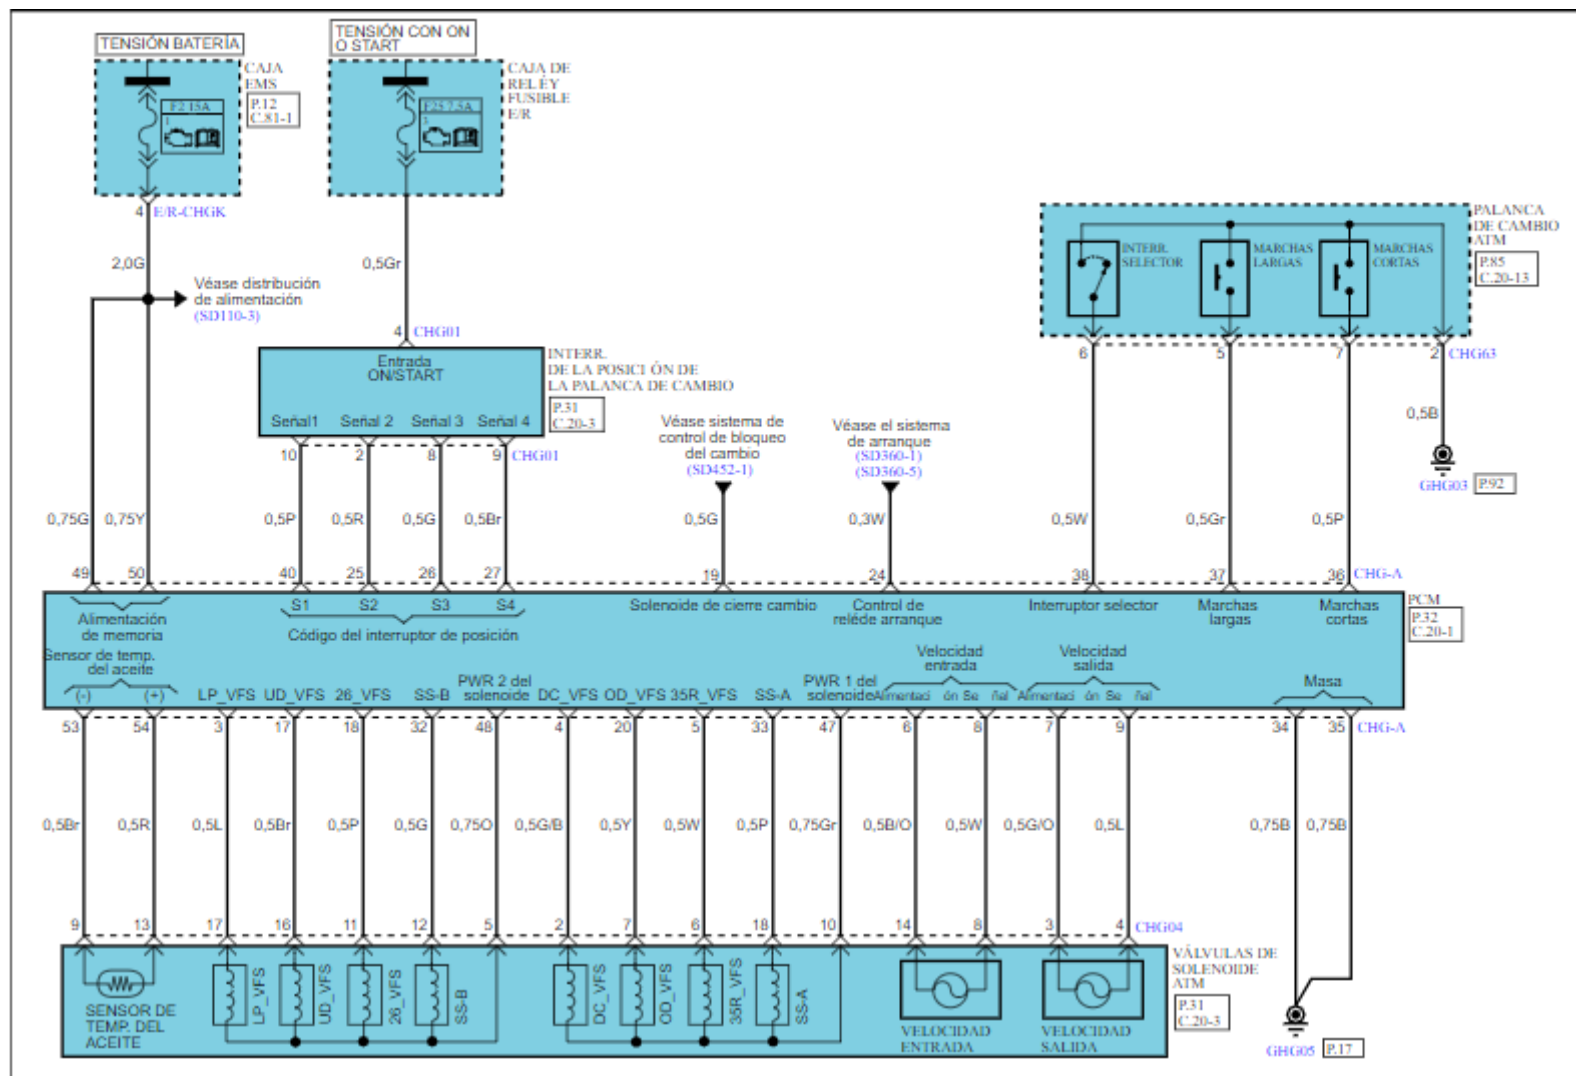 TENSIÓN BATERÍA
TENSIÓN CON ON
O START
CAJA
EMS
P.12
C.81-1
F2 15A
1
CAJA DE
RELÉY
FUSIBLE
E/R
F25 7.5A
4 E/R-CHGK
2,0G
0,5Gr
Véase distribución
de alimentación
(SD110-3)
4 CHG01
Entrada
ON/START
Señal1 Señal 2 Señal 3 Señal 4
INTERR.
DE LA POSICI ÓN DE
LA PALANCA DE CAMBIO
P.31
C.20-3
10 2 8 9 CHG01
PALANCA
DE CAMBIO
ATM
P.85
C.20-13
INTERR.
SELECTOR
MARCHAS
LARGAS
MARCHAS
CORTAS
6 5 7 2 CHG63
0,5B
GHG03 P.92
Véase sistema de
control de bloqueo
del cambio
(SD452-1)
Véase el sistema
de arranque
(SD360-1)
(SD360-5)
0,75G 0,75Y 0,5P 0,5R 0,5G 0,5Br 0,5G 0,3W 0,5W 0,5Gr 0,5P
49 50 40 25 26 27 19 24 38 37 36 CHG-A
PCM
P.32
C.20-1
Alimentación
de memoria
S1 S2 S3 S4
Código del interruptor de posición
Solenoide de cierre cambio
Control de
reléde arranque
Interruptor selector
Marchas
largas
Marchas
cortas
Sensor de temp.
del aceite
(-) (+)
LP_VFS UD_VFS 26_VFS SS-B
PWR 2 del
solenoide
DC_VFS OD_VFS 35R_VFS SS-A
PWR 1 del
solenoide
Velocidad
entrada
Alimentaci ón Se ñal
Velocidad
salida
Alimentaci ón Se ñal
Masa
53 54 3 17 18 32 48 4 20 5 33 47 6 8 7 9 34 35 CHG-A
0,5Br 0,5R 0,5L 0,5Br 0,5P 0,5G 0,75O 0,5G/B 0,5Y 0,5W 0,5P 0,75Gr 0,5B/O 0,5W 0,5G/O 0,5L 0,75B 0,75B
9 13 17 16 11 12 5 2 7 6 18 10 14 8 3 4 CHG04
VÁLVULAS DE
SOLENOIDE
ATM
P.31
C.20-3
SENSOR DE
TEMP. DEL
ACEITE
LP_VFS
UD_VFS
26_VFS
SS-B
DC_VFS
OD_VFS
35R_VFS
SS-A
VELOCIDAD
ENTRADA
VELOCIDAD
SALIDA
GHG05 P.17